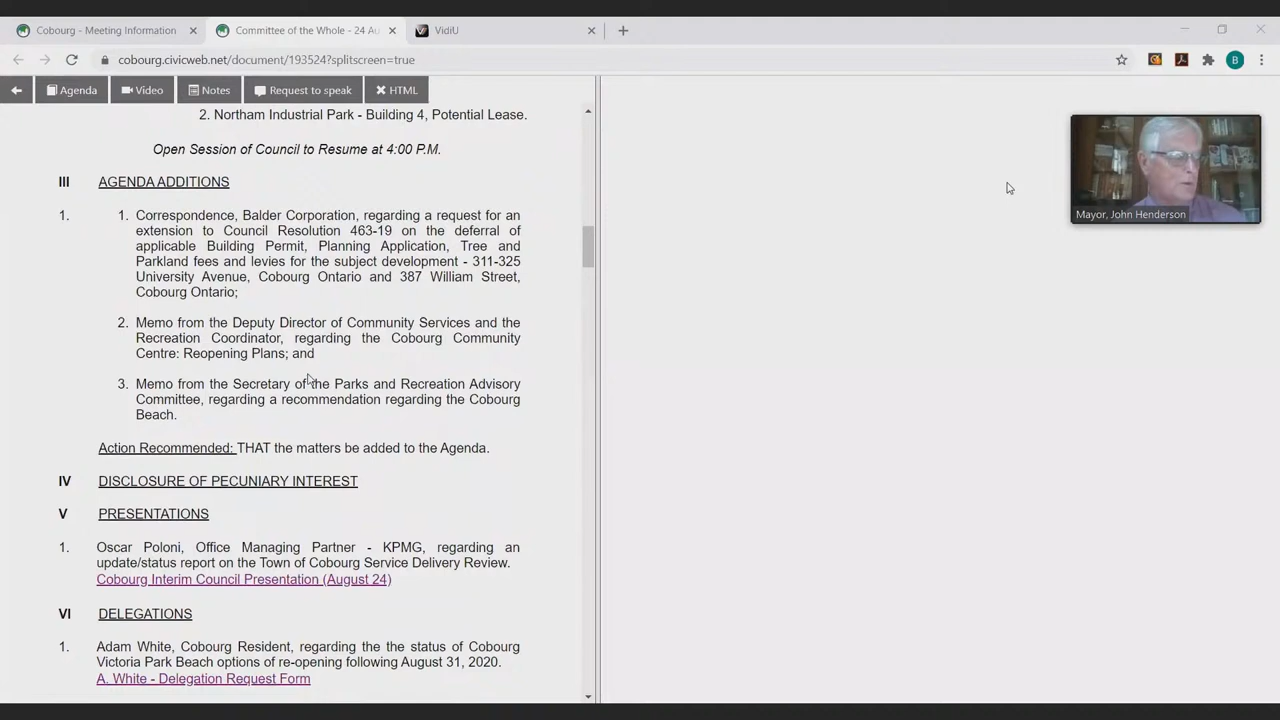 Cobourg - Meeting Information
Committee of the Whole - 24 Au
VidiU
cobourg.civicweb.net/document/193524?splitscreen=true
B
Agenda
Video
Notes
Request to speak
HTML
2. Northam Industrial Park - Building 4, Potential Lease.
Open Session of Council to Resume at 4:00 P.M.
III AGENDA ADDITIONS
1. 1. Correspondence, Balder Corporation, regarding a request for an
extension to Council Resolution 463-19 on the deferral of
applicable Building Permit, Planning Application, Tree and
Parkland fees and levies for the subject development - 311-325
University Avenue, Cobourg Ontario and 387 William Street,
Cobourg Ontario;
2. Memo from the Deputy Director of Community Services and the
Recreation Coordinator, regarding the Cobourg Community
Centre: Reopening Plans; and
3. Memo from the Secretary of the Parks and Recreation Advisory
Committee, regarding a recommendation regarding the Cobourg
Beach.
Action Recommended: THAT the matters be added to the Agenda.
IV DISCLOSURE OF PECUNIARY INTEREST
V PRESENTATIONS
1. Oscar Poloni, Office Managing Partner - KPMG, regarding an
update/status report on the Town of Cobourg Service Delivery Review.
Cobourg Interim Council Presentation (August 24)
VI DELEGATIONS
1. Adam White, Cobourg Resident, regarding the the status of Cobourg
Victoria Park Beach options of re-opening following August 31, 2020.
A. White - Delegation Request Form
Mayor, John Henderson